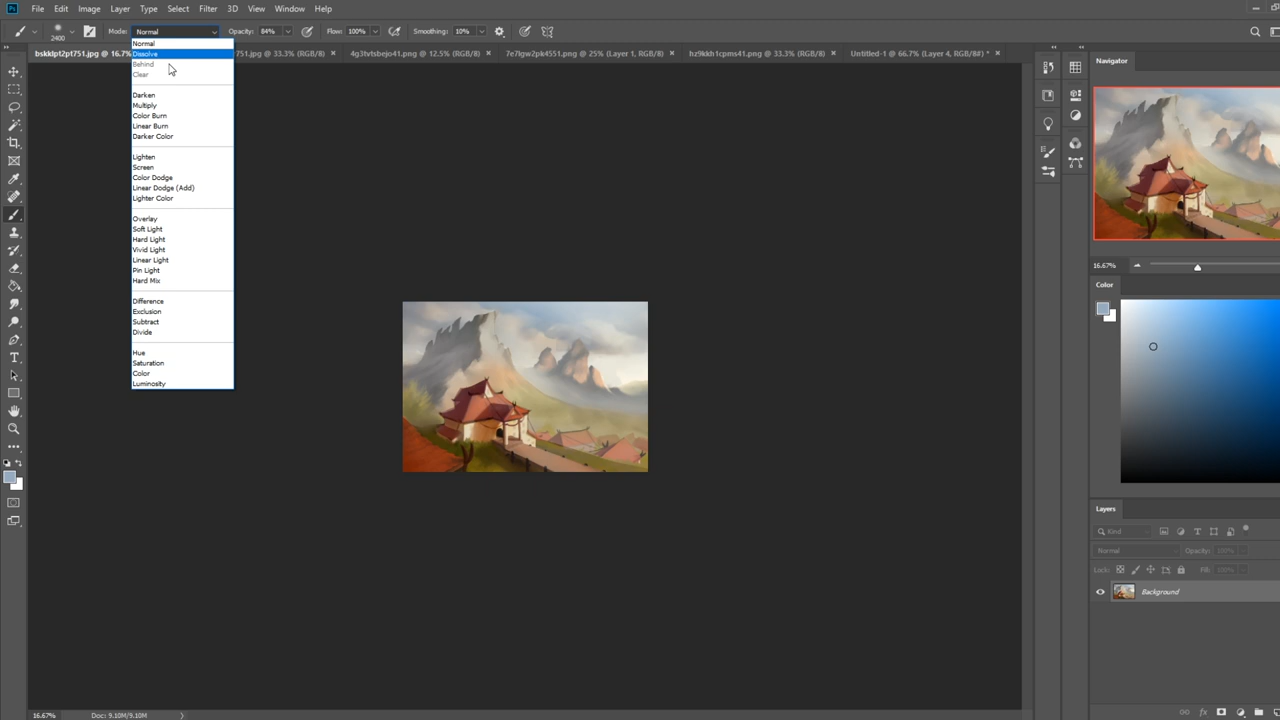 Ps File Edit Image Layer Type Select Filter 3D View Window Help
2400 Mode: Normal Opacity: 84% Flow: 100% Smoothing: 10%
bskklpt2pt751.jpg @ 16.7% 751.jpg @ 33.3% (RGB/8) 4g3tvtsbejo41.png @ 12.5% (RGB/8) 7e7lgw2pk4551.png @ 25% (Layer 1, RGB/8) hz9kkh1cpms41.png @ 33.3% (RGB/8) ntitled-1 @ 66.7% (Layer 4, RGB/8#) *
Normal
Dissolve
Behind
Clear
Darken
Multiply
Color Burn
Linear Burn
Darker Color
Lighten
Screen
Color Dodge
Linear Dodge (Add)
Lighter Color
Overlay
Soft Light
Hard Light
Vivid Light
Linear Light
Pin Light
Hard Mix
Difference
Exclusion
Subtract
Divide
Hue
Saturation
Color
Luminosity
Navigator
16.67%
Color
Layers
Kind
Normal Opacity: 100%
Lock: Fill: 100%
Background
fx
16.67% Doc: 9.10M/9.10M